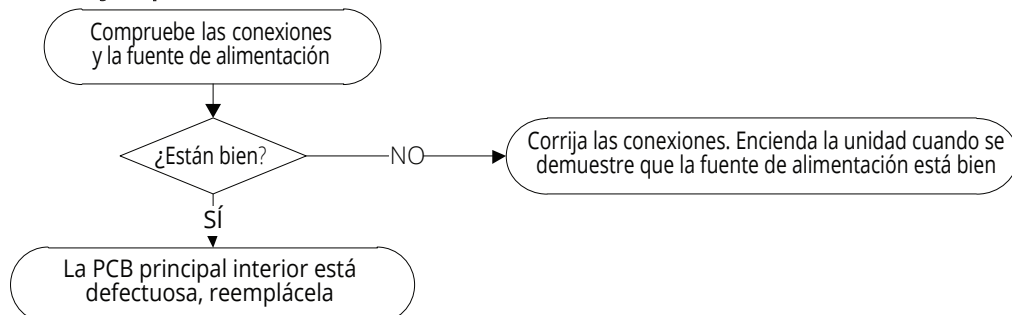 Compruebe las conexiones
y la fuente de alimentación
¿Están bien?
NO
Corrija las conexiones. Encienda la unidad cuando se
demuestre que la fuente de alimentación está bien
SÍ
La PCB principal interior está
defectuosa, reemplácela